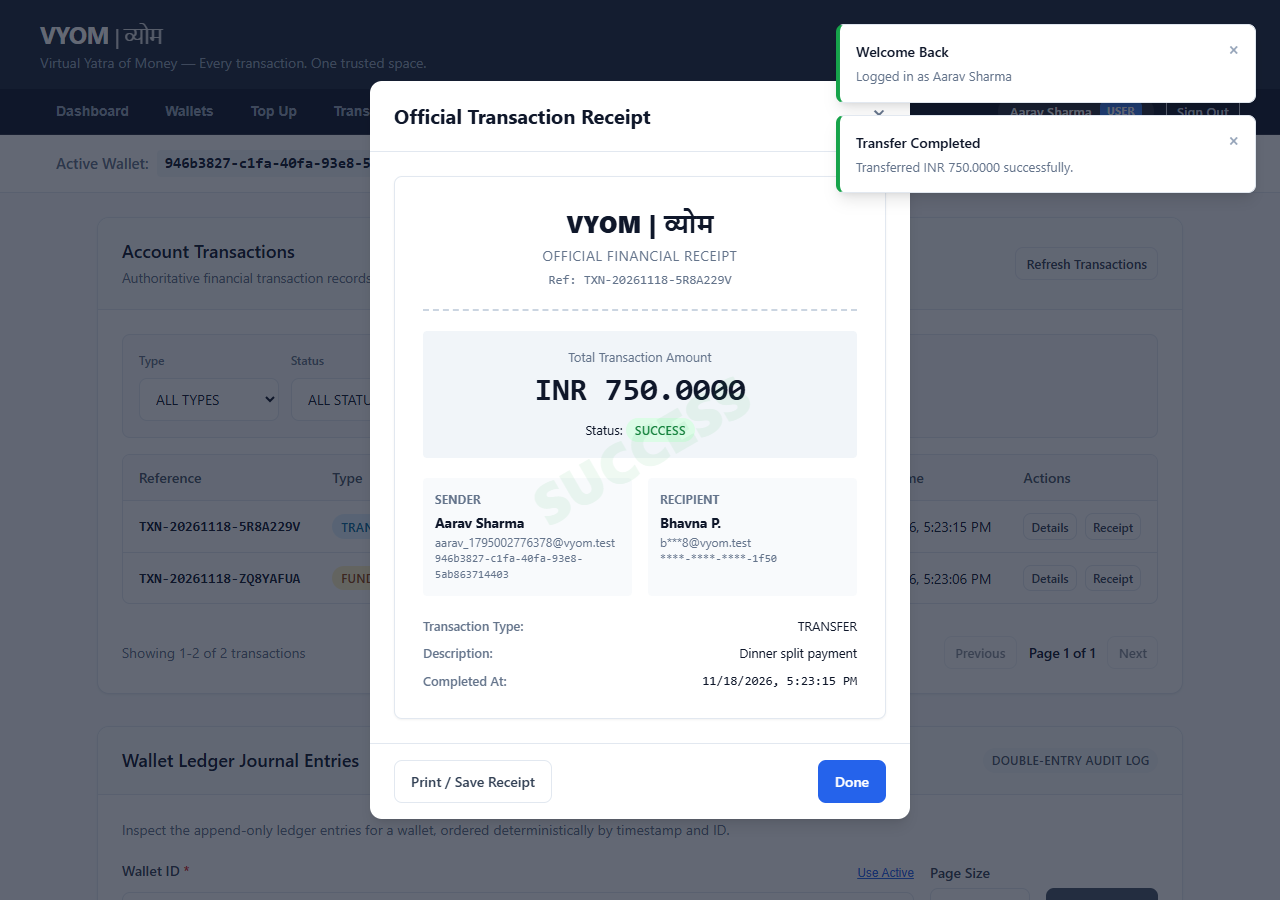 VYOM | व्योम
Virtual Yatra of Money — Every transaction. One trusted space.
Welcome Back
×
Logged in as Aarav Sharma
Dashboard
Wallets
Top Up
Trans
Aarav Sharma
USER
Sign Out
Transfer Completed
×
Transferred INR 750.0000 successfully.
Active Wallet:
946b3827-c1fa-40fa-93e8-5
Official Transaction Receipt
VYOM | व्योम
OFFICIAL FINANCIAL RECEIPT
Ref: TXN-20261118-5R8A229V
Total Transaction Amount
INR 750.0000
Status: SUCCESS
SUCCESS
SENDER
Aarav Sharma
aarav_1795002776378@vyom.test
946b3827-c1fa-40fa-93e8-
5ab863714403
RECIPIENT
Bhavna P.
b***8@vyom.test
****-****-****-1f50
Transaction Type: TRANSFER
Description: Dinner split payment
Completed At: 11/18/2026, 5:23:15 PM
Print / Save Receipt
Done
Account Transactions
Authoritative financial transaction records
Refresh Transactions
Type
Status
ALL TYPES
ALL STATU
Reference
Type
me
Actions
TXN-20261118-5R8A229V
TRAN
6, 5:23:15 PM
Details
Receipt
TXN-20261118-ZQ8YAFUA
FUND
6, 5:23:06 PM
Details
Receipt
Showing 1-2 of 2 transactions
Previous
Page 1 of 1
Next
Wallet Ledger Journal Entries
DOUBLE-ENTRY AUDIT LOG
Inspect the append-only ledger entries for a wallet, ordered deterministically by timestamp and ID.
Wallet ID *
Use Active
Page Size